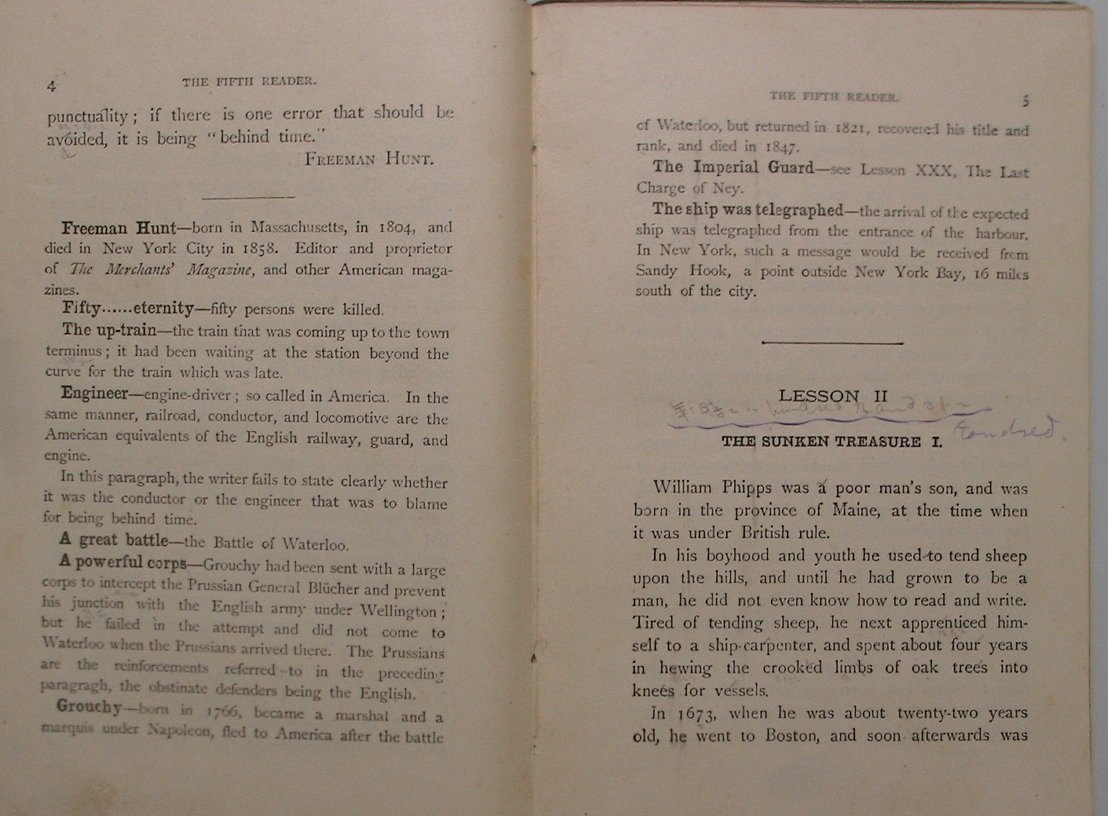 4
THE FIFTH READER.
punctuality; if there is one error that should be
avoided, it is being "behind time."
FREEMAN HUNT.
Freeman Hunt—born in Massachusetts, in 1804, and
died in New York City in 1858. Editor and proprietor
of The Merchants' Magazine, and other American maga-
zines.
Fifty......eternity—fifty persons were killed.
The up-train—the train that was coming up to the town
terminus; it had been waiting at the station beyond the
curve for the train which was late.
Engineer—engine-driver; so called in America. In the
same manner, railroad, conductor, and locomotive are the
American equivalents of the English railway, guard, and
engine.
In this paragraph, the writer fails to state clearly whether
it was the conductor or the engineer that was to blame
for being behind time.
A great battle—the Battle of Waterloo.
A powerful corps—Grouchy had been sent with a large
corps to intercept the Prussian General Blücher and prevent
his junction with the English army under Wellington;
but he failed in the attempt and did not come to
Waterloo when the Prussians arrived there. The Prussians
are the reinforcements referred to in the preceding
paragragh, the obstinate defenders being the English.
Grouchy—born in 1766, became a marshal and a
marquis under Napoleon, fled to America after the battle
THE FIFTH READER.
5
of Waterloo, but returned in 1821, recovered his title and
rank, and died in 1847.
The Imperial Guard—see Lesson XXX, The Last
Charge of Ney.
The ship was telegraphed—the arrival of the expected
ship was telegraphed from the entrance of the harbour.
In New York, such a message would be received from
Sandy Hook, a point outside New York Bay, 16 miles
south of the city.
LESSON II
THE SUNKEN TREASURE I.
William Phipps was a poor man's son, and was
born in the province of Maine, at the time when
it was under British rule.
In his boyhood and youth he used to tend sheep
upon the hills, and until he had grown to be a
man, he did not even know how to read and write.
Tired of tending sheep, he next apprenticed him-
self to a ship-carpenter, and spent about four years
in hewing the crooked limbs of oak trees into
knees for vessels.
In 1673, when he was about twenty-two years
old, he went to Boston, and soon afterwards was